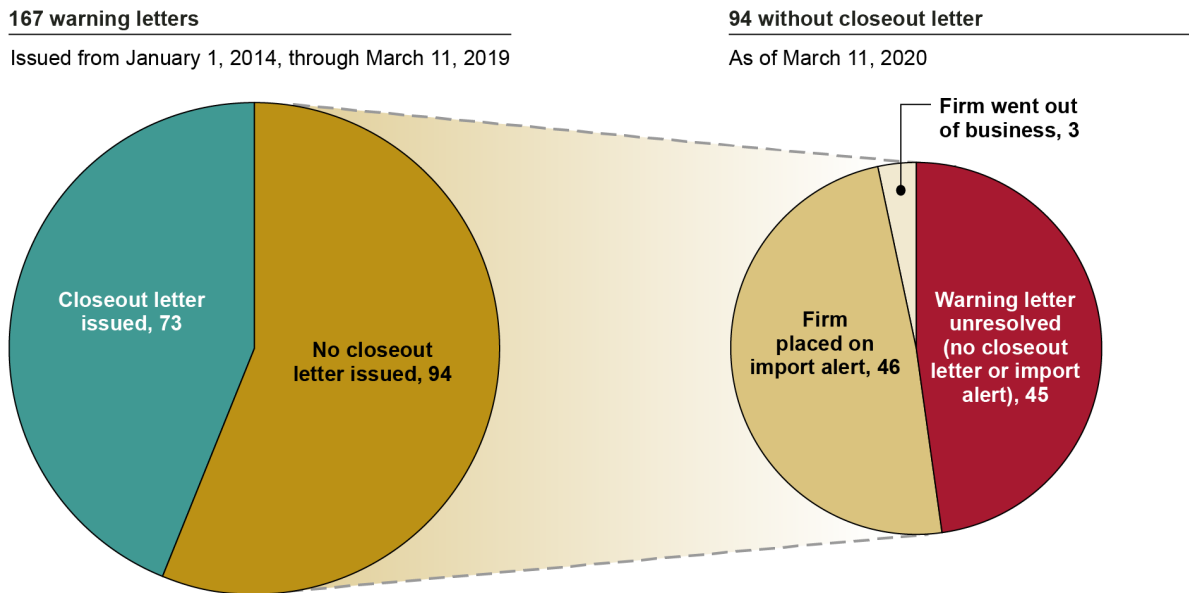 167 warning letters
Issued from January 1, 2014, through March 11, 2019
Closeout letter
issued, 73
No closeout
letter issued, 94
94 without closeout letter
As of March 11, 2020
Firm went out
of business, 3
Firm
placed on
import alert, 46
Warning letter
unresolved
(no closeout
letter or import
alert), 45